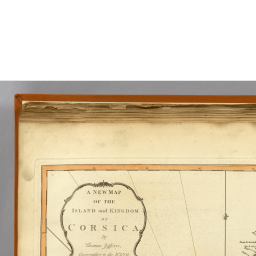 A NEW MAP
OF THE
ISLAND and KINGDOM
OF
CORSICA,
by
Thomas Jefferys,
Geographer to the KING.